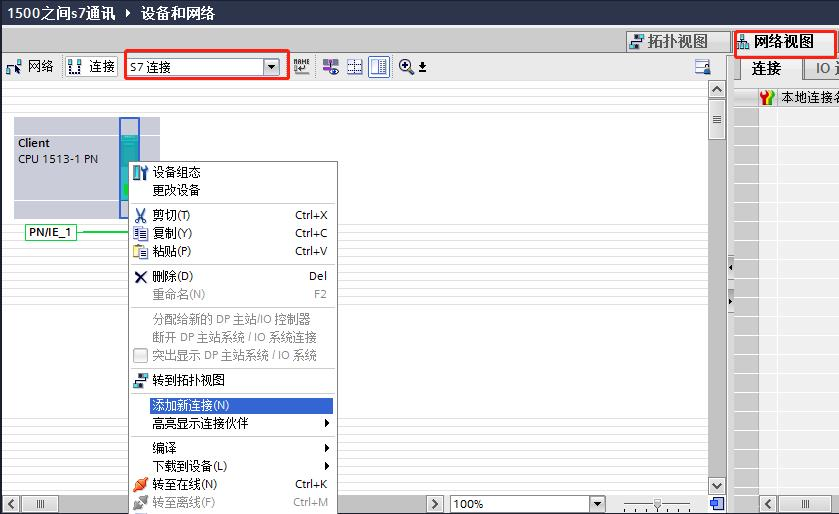 1500之间s7通讯 ▸ 设备和网络
拓扑视图
网络视图
网络
连接
S7 连接
连接
IO
本地连接名
Client
CPU 1513-1 PN
PN/IE_1
设备组态
更改设备
剪切(T) Ctrl+X
复制(Y) Ctrl+C
粘贴(P) Ctrl+V
删除(D) Del
重命名(N) F2
分配给新的 DP 主站/IO 控制器
断开 DP 主站系统 / IO 系统连接
突出显示 DP 主站系统 / IO 系统
转到拓扑视图
添加新连接(N)
高亮显示连接伙伴
编译
下载到设备(L)
转至在线(N) Ctrl+K
转至离线(F) Ctrl+M
100%